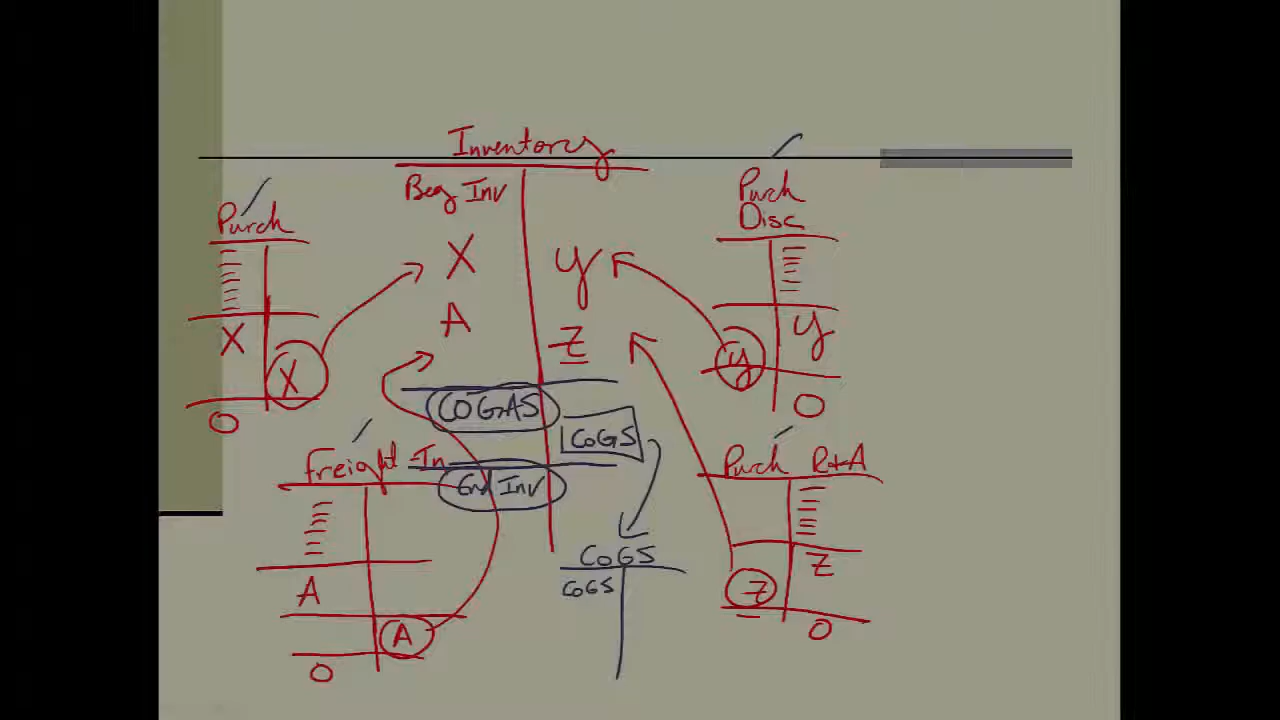 Inventory
Beg Inv
X
A
Y
Z
COGAS
COGS
End Inv
Purch
X
X
0
Freight-In
A
A
0
COGS
COGS
Purch
Disc
Y
Y
0
Purch R+A
Z
Z
0